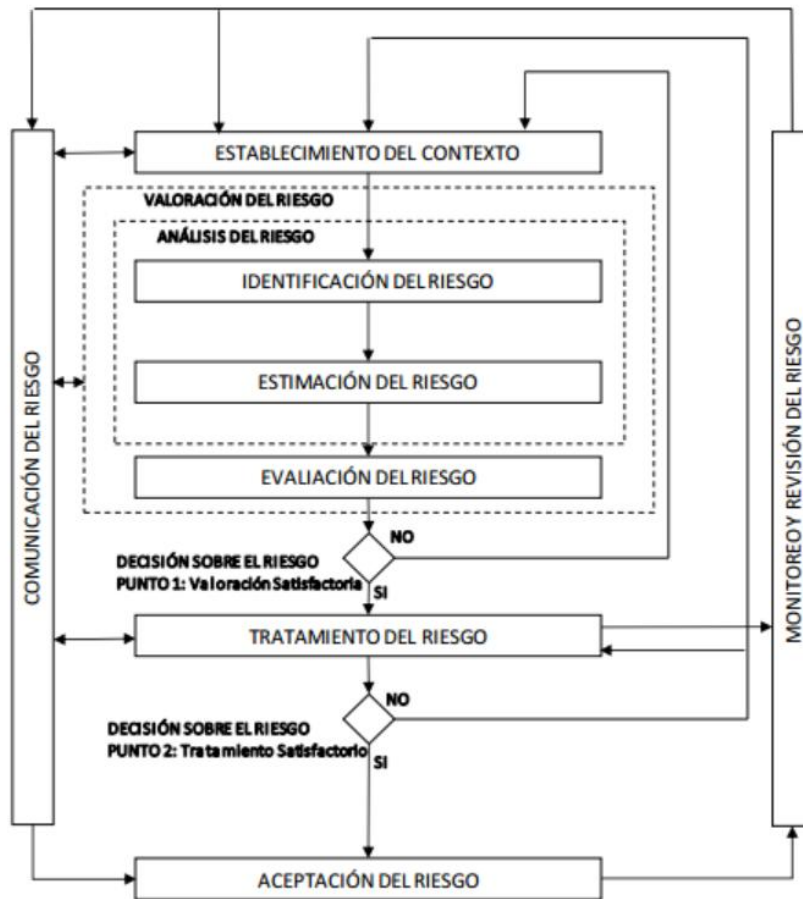 ESTABLECIMIENTO DEL CONTEXTO
VALORACIÓN DEL RIESGO
ANÁLISIS DEL RIESGO
IDENTIFICACIÓN DEL RIESGO
ESTIMACIÓN DEL RIESGO
EVALIACIÓN DEL RIESGO
NO
DECISIÓN SOBRE EL RIESGO
PUNTO 1: Valoración Satisfactoria
SI
TRATAMIENTO DEL RIESGO
NO
DECISIÓN SOBRE EL RIESGO
PUNTO 2: Tratamiento Satisfactorio
SI
ACEPTACIÓN DEL RIESGO
COMUNICACIÓN DEL RIESGO
MONITOREO Y REVISIÓN DEL RIESGO